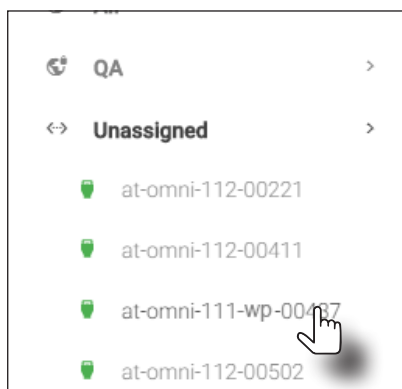 QA
Unassigned
at-omni-112-00221
at-omni-112-00411
at-omni-111-wp-00437
at-omni-112-00502